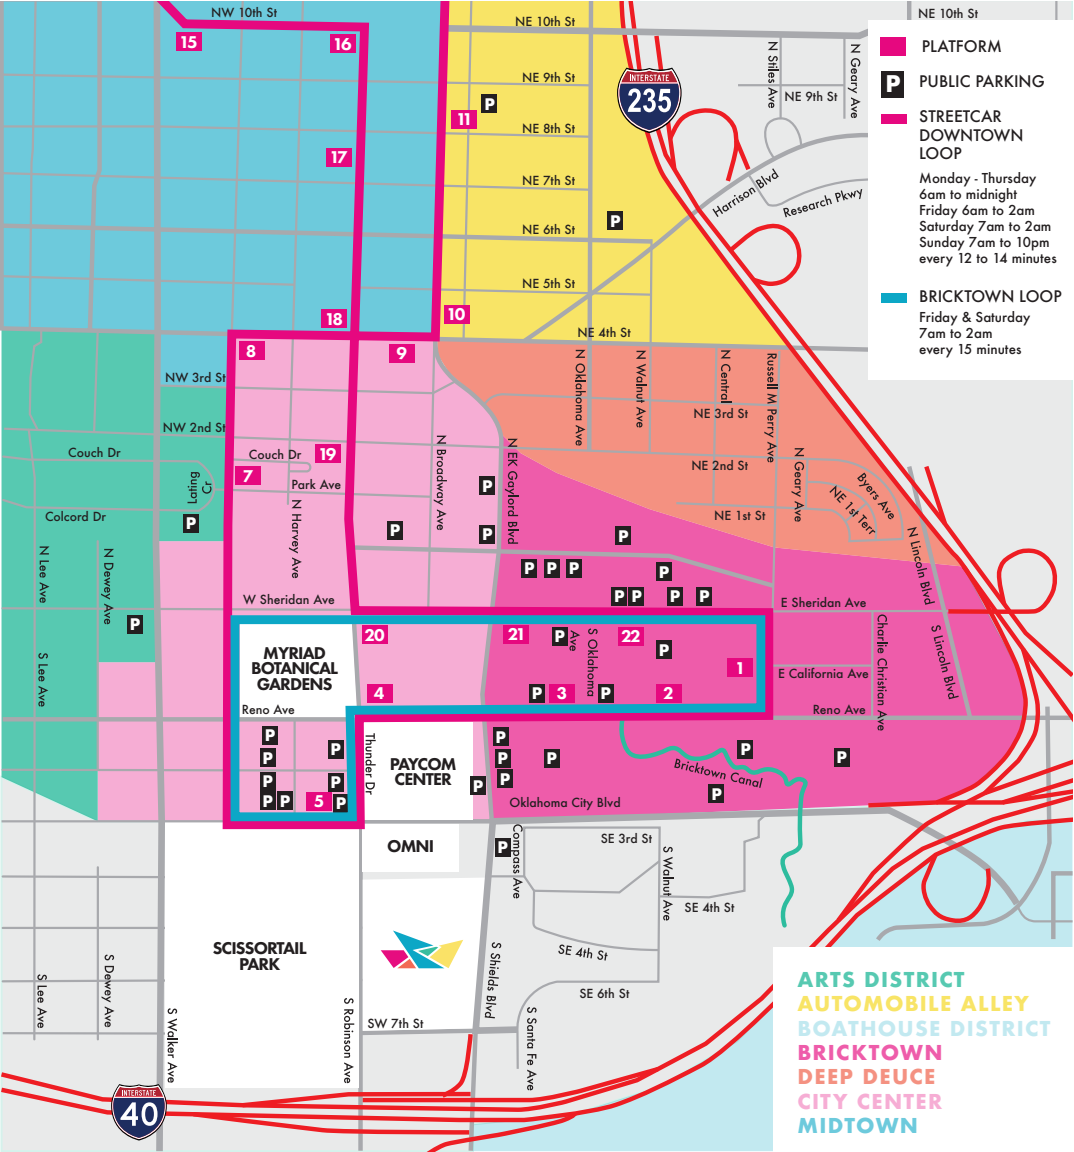 NW 10th St
NE 10th St
NE 10th St
15
16
INTERSTATE
235
N Stiles Ave
N Geary Ave
PLATFORM
NE 9th St
P
PUBLIC PARKING
NE 9th St
P
11
NE 8th St
STREETCAR
DOWNTOWN
LOOP
17
Monday - Thursday
6am to midnight
Friday 6am to 2am
Saturday 7am to 2am
Sunday 7am to 10pm
every 12 to 14 minutes
NE 7th St
Harrison Blvd
Research Pkwy
P
NE 6th St
NE 5th St
BRICKTOWN LOOP
Friday & Saturday
7am to 2am
every 15 minutes
18
10
NE 4th St
8
9
N Oklahoma Ave
N Walnut Ave
N Central
Russell M Perry Ave
NW 3rd St
NE 3rd St
NW 2nd St
Couch Dr
Couch Dr
19
N Broadway Ave
N EK Gaylord Blvd
NE 2nd St
N Geary Ave
Byers Ave
7
Lating
Cr
Park Ave
P
NE 1st Terr
N Harvey Ave
Colcord Dr
P
P
P
P
NE 1st St
N Lincoln Blvd
N Lee Ave
N Dewey Ave
P
P
P
P
P
P
P
P
P
W Sheridan Ave
E Sheridan Ave
20
21
P
Ave
S Oklahoma
22
P
Charlie Christian Ave
S Lincoln Blvd
S Lee Ave
MYRIAD
BOTANICAL
GARDENS
1
E California Ave
4
P
3
P
2
Reno Ave
Reno Ave
P
P
P
P
P
P
P
5
P
Thunder Dr
PAYCOM
CENTER
P
P
P
P
P
P
P
Bricktown Canal
P
Oklahoma City Blvd
OMNI
P
Compass Ave
SE 3rd St
S Walnut Ave
SE 4th St
SCISSORTAIL
PARK
SE 4th St
S Lee Ave
S Dewey Ave
S Shields Blvd
SE 6th St
S Walker Ave
S Robinson Ave
SW 7th St
S Santa Fe Ave
INTERSTATE
40
ARTS DISTRICT
AUTOMOBILE ALLEY
BOATHOUSE DISTRICT
BRICKTOWN
DEEP DEUCE
CITY CENTER
MIDTOWN